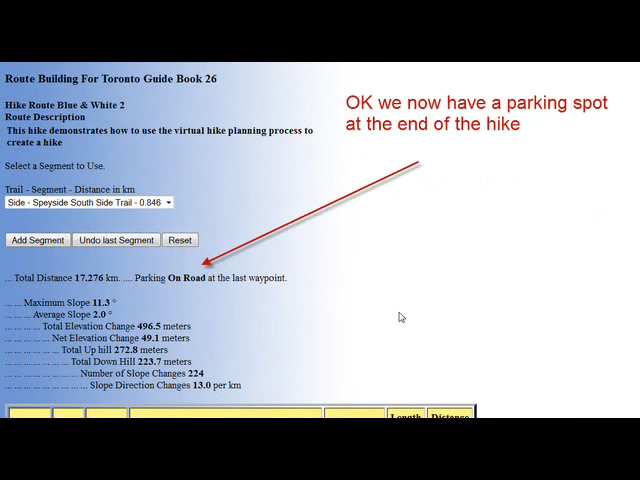 Route Building For Toronto Guide Book 26
OK we now have a parking spot
at the end of the hike
Hike Route Blue & White 2
Route Description
This hike demonstrates how to use the virtual hike planning process to
create a hike
Select a Segment to Use.
Trail - Segment - Distance in km
Side - Speyside South Side Trail - 0.846
Add Segment Undo last Segment Reset
... Total Distance 17.276 km. .... Parking On Road at the last waypoint.
... ... Maximum Slope 11.3 °
... ... ... Average Slope 2.0 °
... ... ... ... Total Elevation Change 496.5 meters
... ... ... ... ... Net Elevation Change 49.1 meters
... ... ... ... ... ... Total Up hill 272.8 meters
... ... ... ... ... ... ... Total Down Hill 223.7 meters
... ... ... ... ... ... ... ... Number of Slope Changes 224
... ... ... ... ... ... ... ... ... Slope Direction Changes 13.0 per km
Length Distance